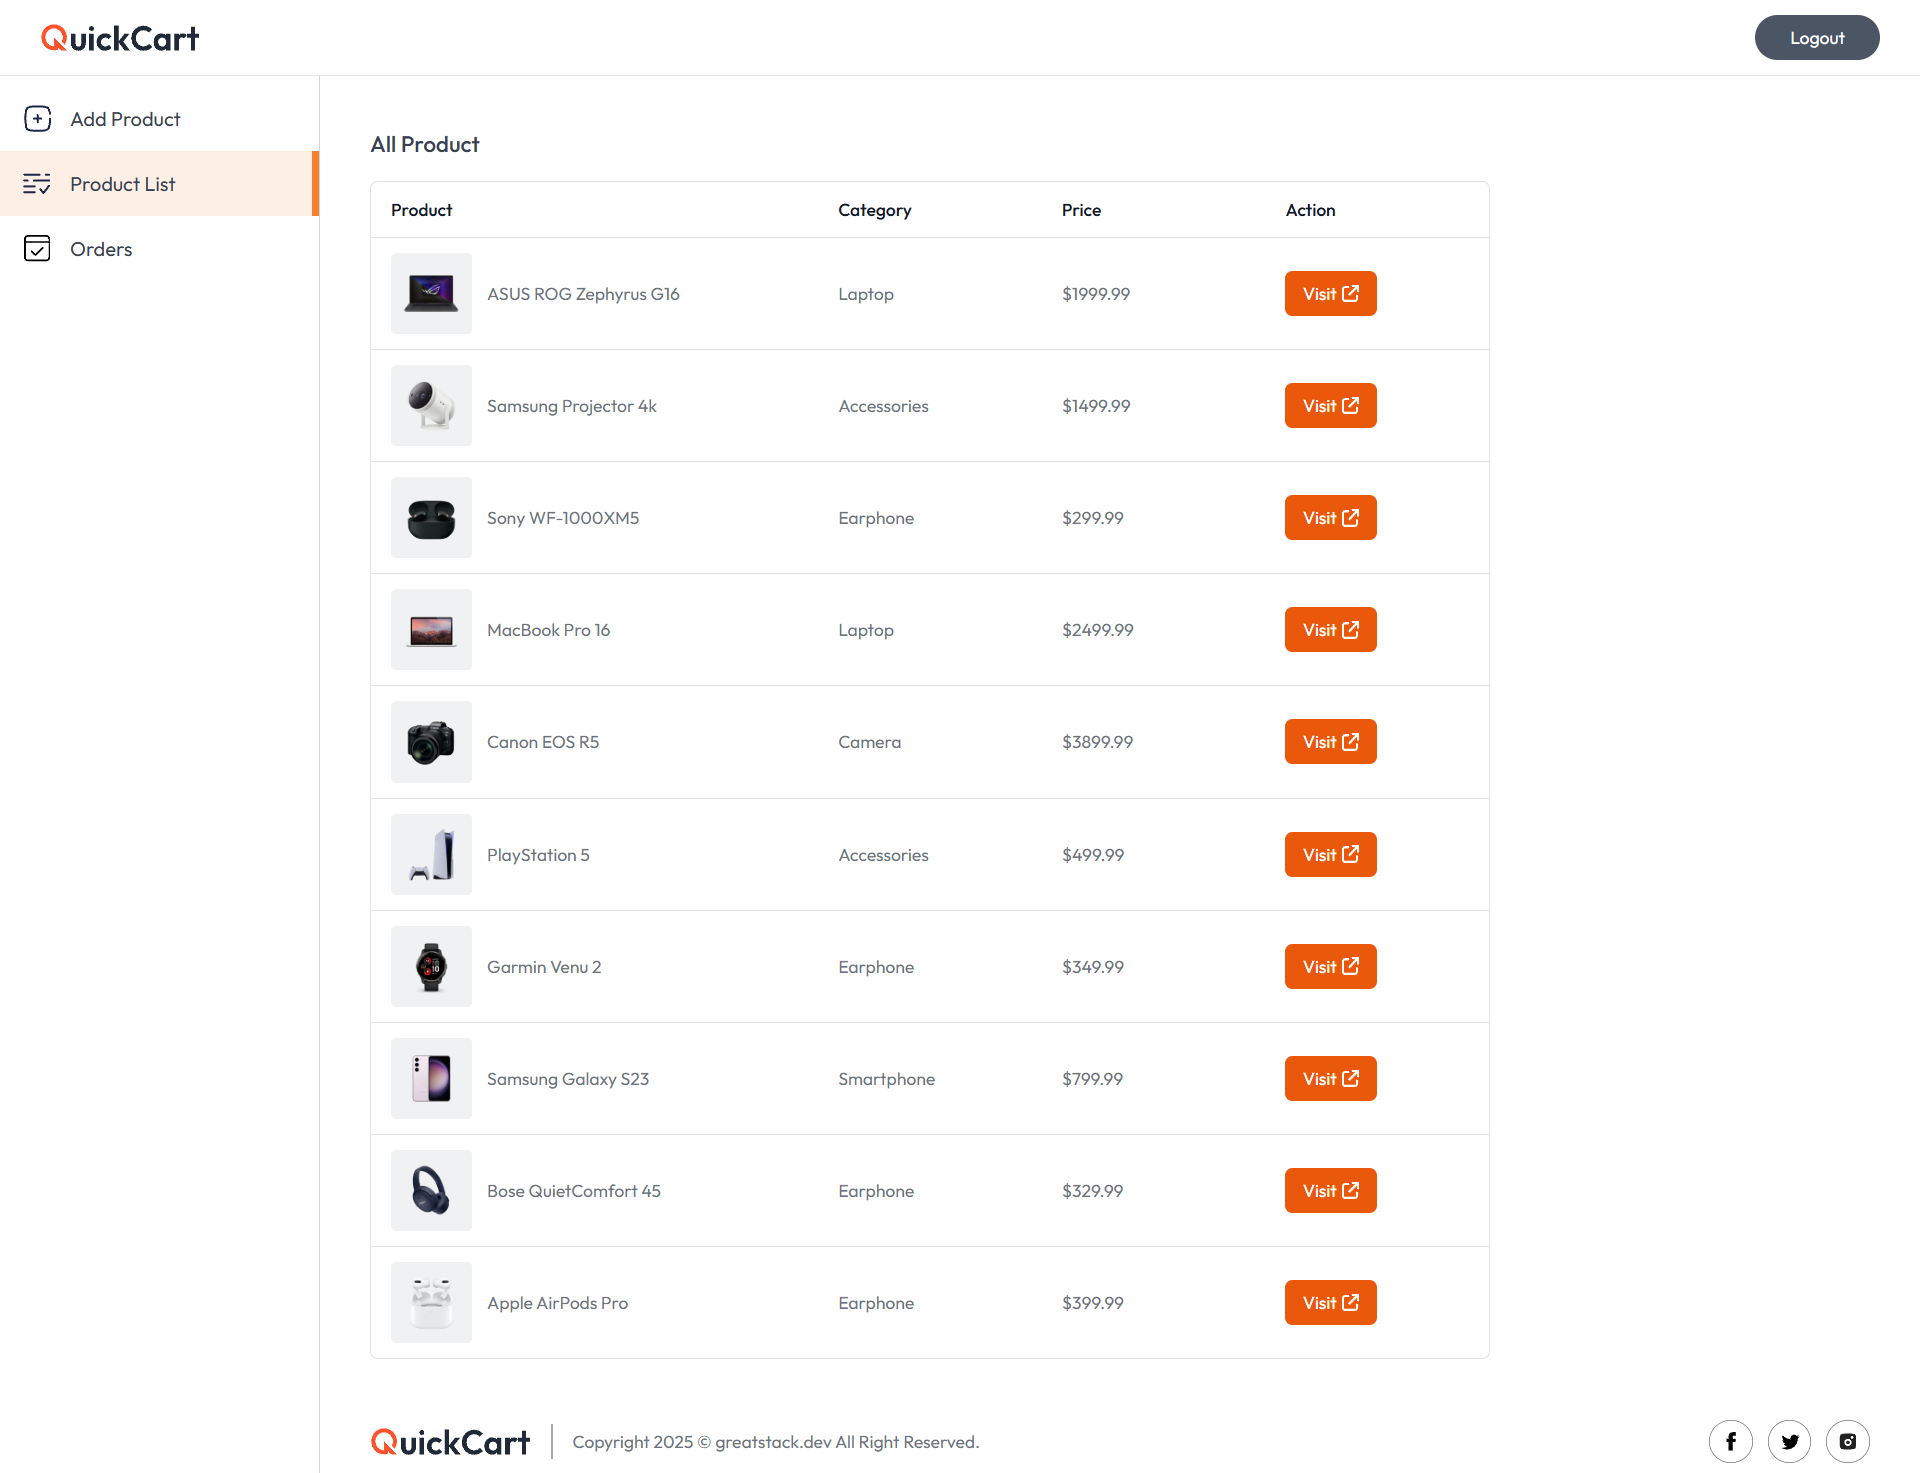 QuickCart
Logout
Add Product
Product List
Orders
All Product
Product Category Price Action
ASUS ROG Zephyrus G16 Laptop $1999.99 Visit
Samsung Projector 4k Accessories $1499.99 Visit
Sony WF-1000XM5 Earphone $299.99 Visit
MacBook Pro 16 Laptop $2499.99 Visit
Canon EOS R5 Camera $3899.99 Visit
PlayStation 5 Accessories $499.99 Visit
Garmin Venu 2 Earphone $349.99 Visit
Samsung Galaxy S23 Smartphone $799.99 Visit
Bose QuietComfort 45 Earphone $329.99 Visit
Apple AirPods Pro Earphone $399.99 Visit
QuickCart
Copyright 2025 © greatstack.dev All Right Reserved.